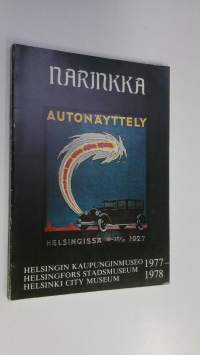 NARINKKA
AUTONÄYTTELY
HELSINGISSÄ
1927
HELSINGIN KAUPUNGINMUSEO
HELSINGFORS STADSMUSEUM
HELSINKI CITY MUSEUM
1977–
1978